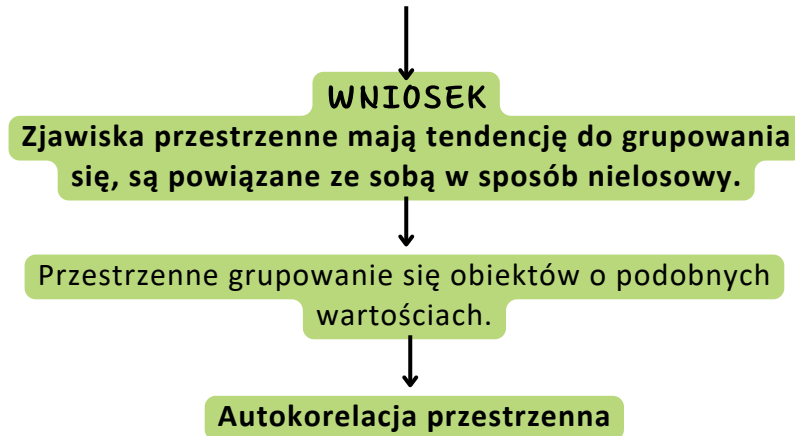 WNIOSEK
Zjawiska przestrzenne mają tendencję do grupowania
się, są powiązane ze sobą w sposób nielosowy.
Przestrzenne grupowanie się obiektów o podobnych
wartościach.
Autokorelacja przestrzenna